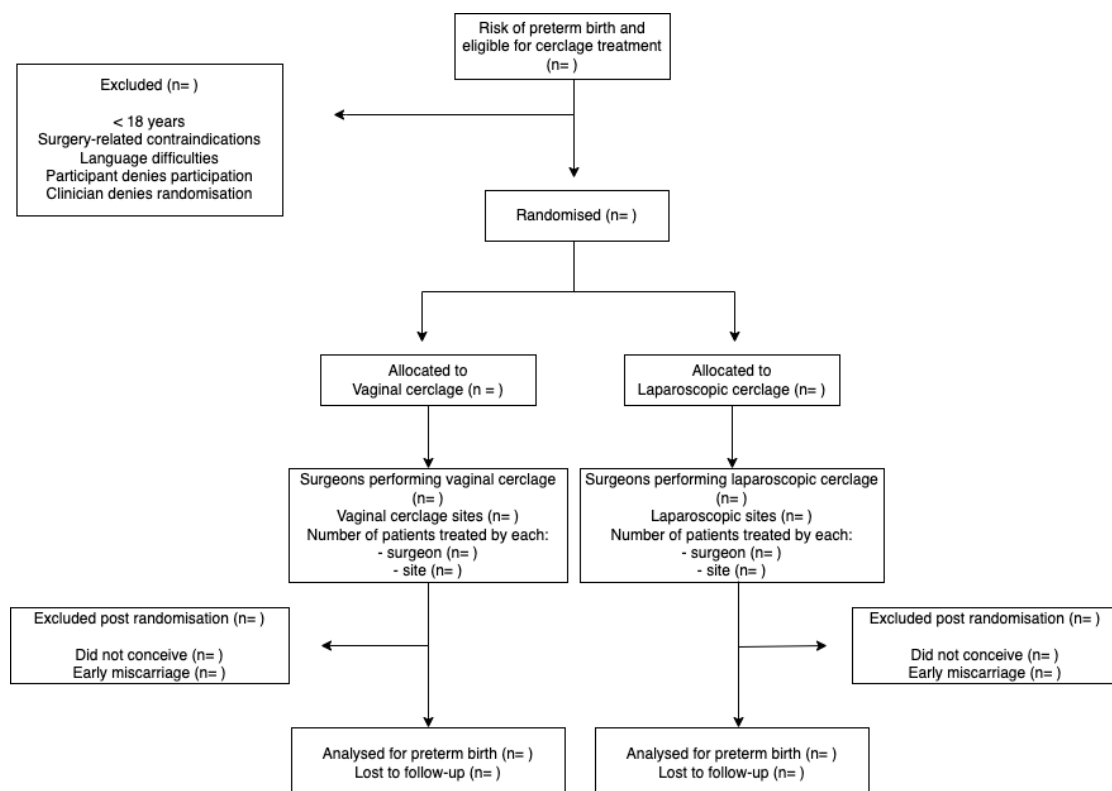 Risk of preterm birth and
eligible for cerclage treatment
(n= )
Excluded (n= )
< 18 years
Surgery-related contraindications
Language difficulties
Participant denies participation
Clinician denies randomisation
Randomised (n= )
Allocated to
Vaginal cerclage (n = )
Allocated to
Laparoscopic cerclage (n= )
Surgeons performing vaginal cerclage
(n= )
Vaginal cerclage sites (n= )
Number of patients treated by each:
- surgeon (n= )
- site (n= )
Surgeons performing laparoscopic cerclage
(n= )
Laparoscopic sites (n= )
Number of patients treated by each:
- surgeon (n= )
- site (n= )
Excluded post randomisation (n= )
Did not conceive (n= )
Early miscarriage (n= )
Excluded post randomisation (n= )
Did not conceive (n= )
Early miscarriage (n= )
Analysed for preterm birth (n= )
Lost to follow-up (n= )
Analysed for preterm birth (n= )
Lost to follow-up (n= )